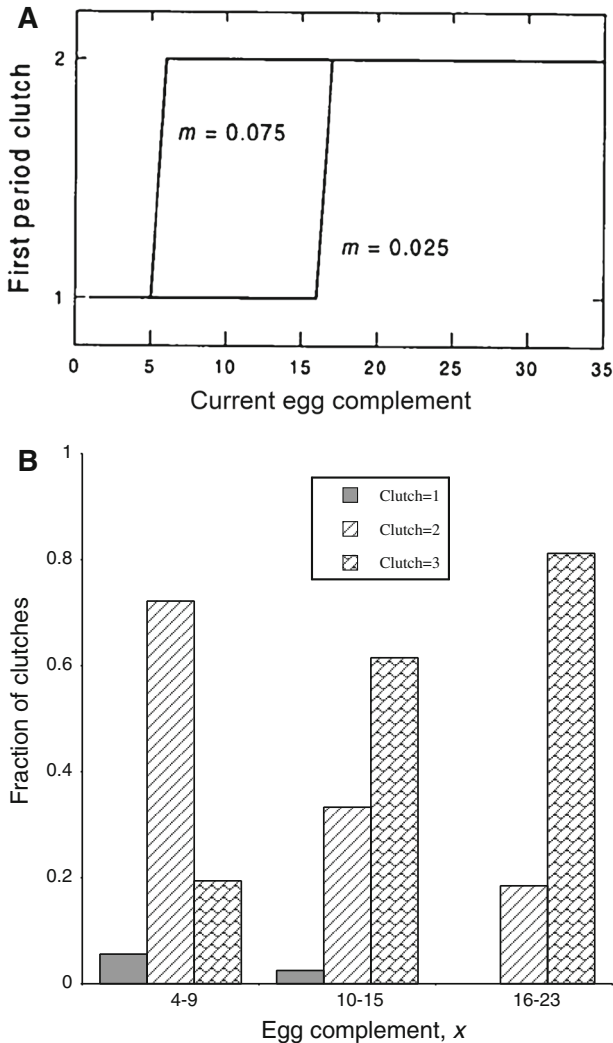 A
First period clutch
2
1
m = 0.075
m = 0.025
0 5 10 15 20 25 30 35
Current egg complement
B
Fraction of clutches
1
0.8
0.6
0.4
0.2
0
Clutch=1
Clutch=2
Clutch=3
4-9 10-15 16-23
Egg complement, x